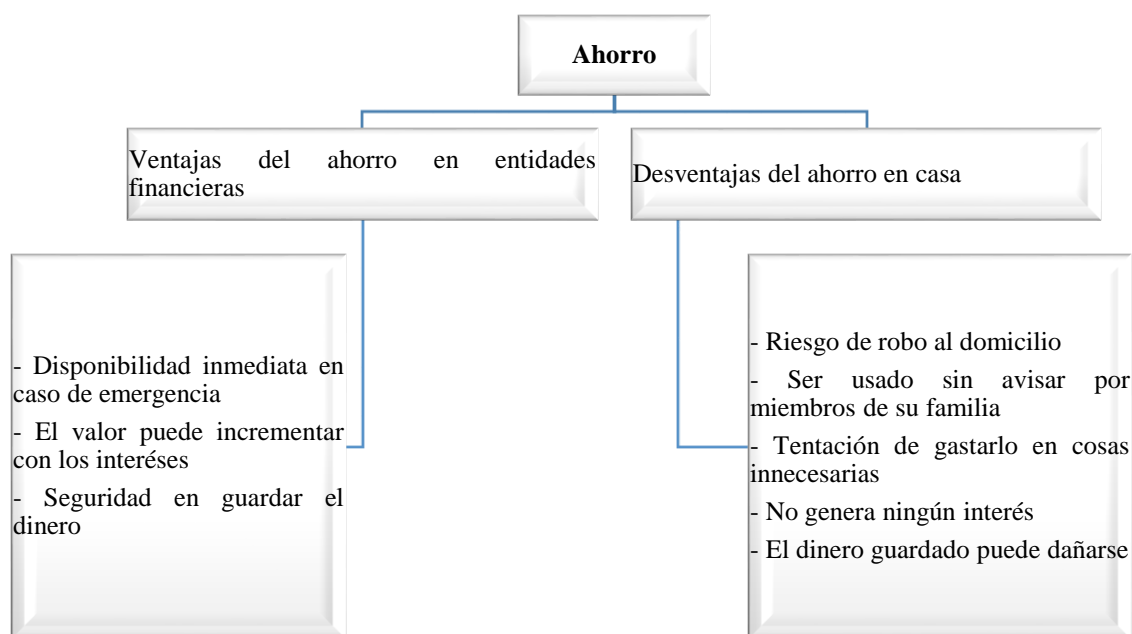 Ahorro
Ventajas del ahorro en entidades
financieras
Desventajas del ahorro en casa
- Disponibilidad inmediata en
caso de emergencia
- El valor puede incrementar
con los interéses
- Seguridad en guardar el
dinero
- Riesgo de robo al domicilio
- Ser usado sin avisar por
miembros de su familia
- Tentación de gastarlo en cosas
innecesarias
- No genera ningún interés
- El dinero guardado puede dañarse